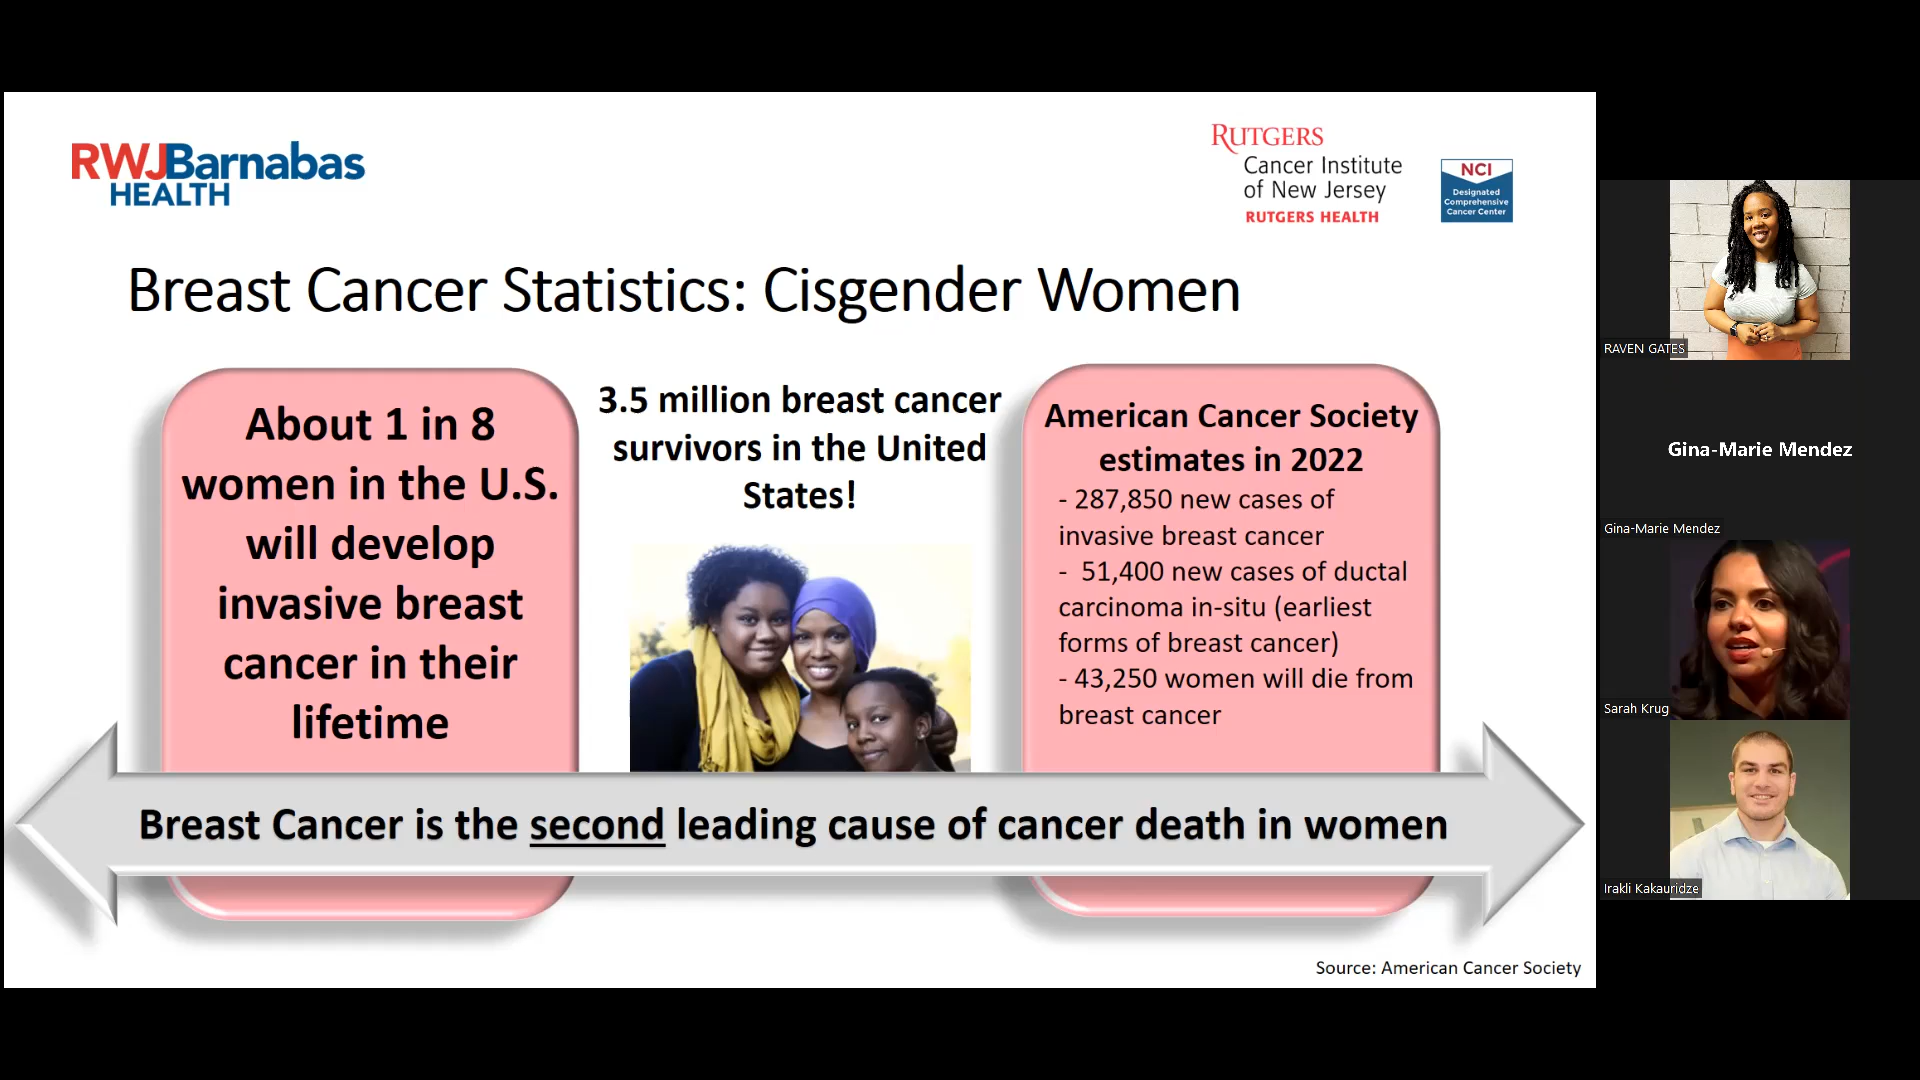 RWJBarnabas
HEALTH
RUTGERS
Cancer Institute
of New Jersey
RUTGERS HEALTH
NCI
Designated
Comprehensive
Cancer Center
Breast Cancer Statistics: Cisgender Women
About 1 in 8
women in the U.S.
will develop
invasive breast
cancer in their
lifetime
3.5 million breast cancer
survivors in the United
States!
American Cancer Society
estimates in 2022
- 287,850 new cases of
invasive breast cancer
- 51,400 new cases of ductal
carcinoma in-situ (earliest
forms of breast cancer)
- 43,250 women will die from
breast cancer
Breast Cancer is the second leading cause of cancer death in women
Source: American Cancer Society
RAVEN GATES
Gina-Marie Mendez
Gina-Marie Mendez
Sarah Krug
Irakli Kakauridze